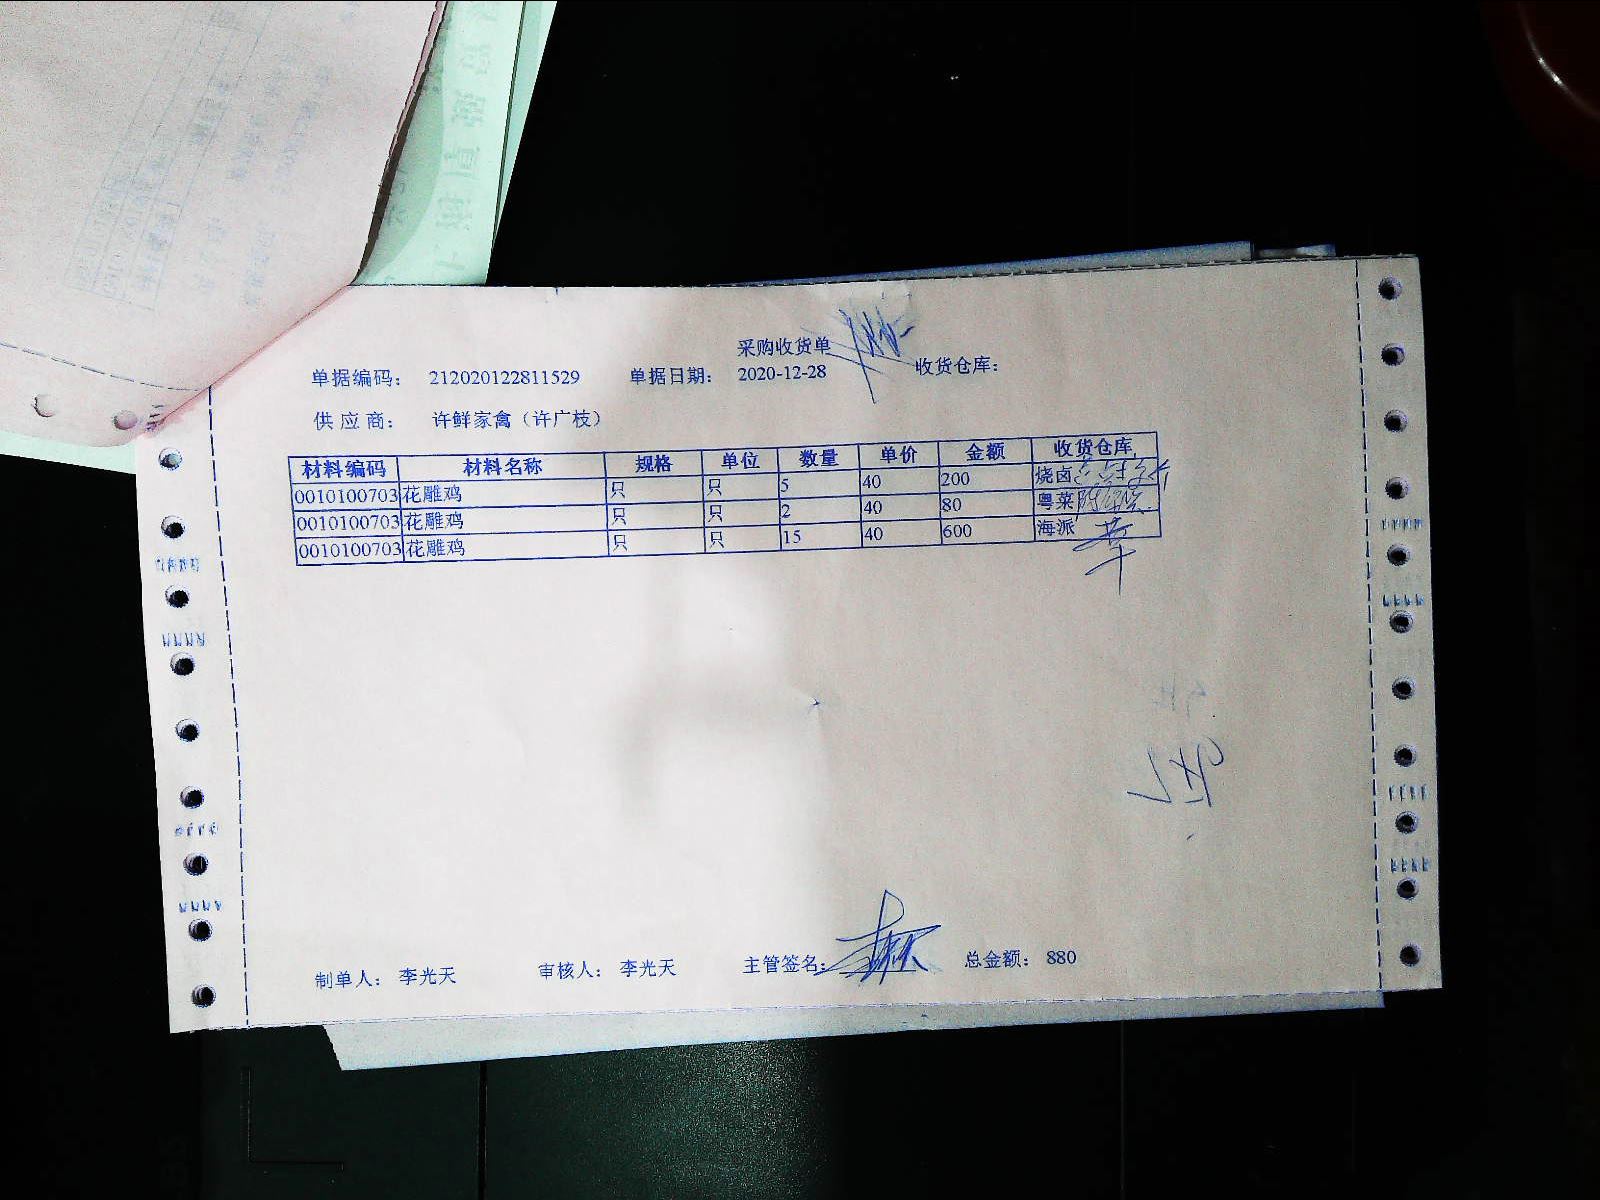 采购收货单
单据编码： 212020122811529 单据日期： 2020-12-28 收货仓库：
供 应 商： 许鲜家禽（许广枝）
材料编码 材料名称 规格 单位 数量 单价 金额 收货仓库
0010100703 花雕鸡 只 只 5 40 200 烧卤
0010100703 花雕鸡 只 只 2 40 80 粤菜
0010100703 花雕鸡 只 只 15 40 600 海派
制单人： 李光天 审核人： 李光天 主管签名： 总金额： 880